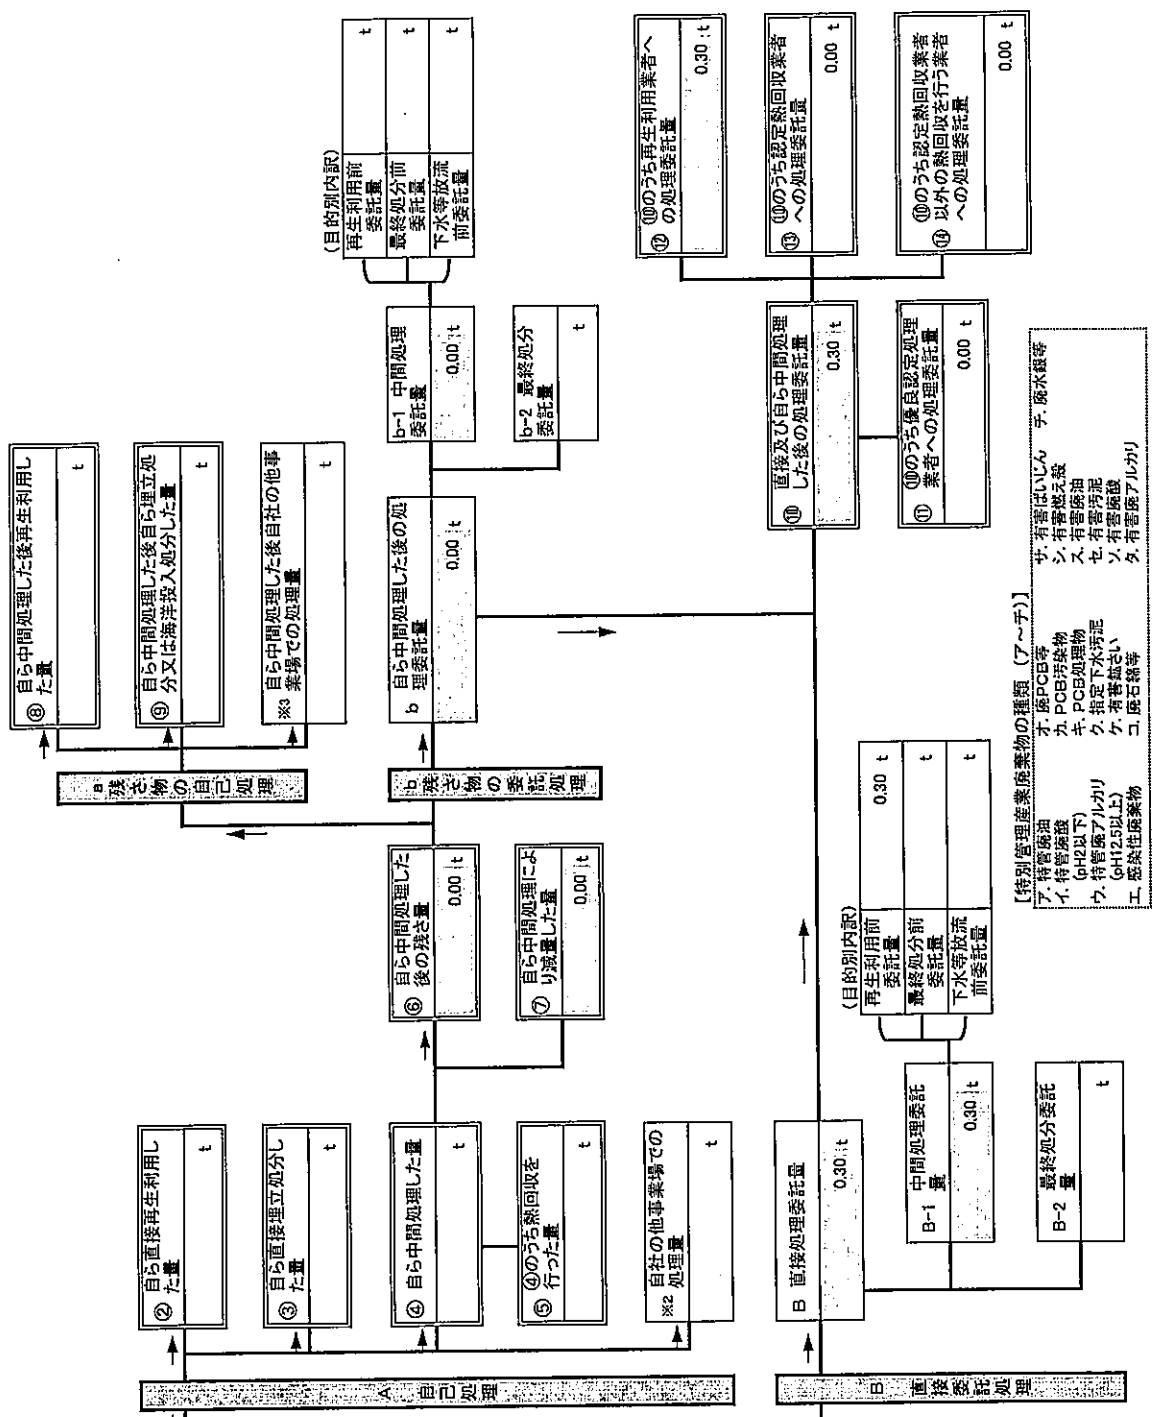 A 自己処理
② 自ら直接再生利用し
た量
t
③ 自ら直接埋立処分し
た量
t
④ 自ら中間処理した量
t
⑤ ④のうち熱回収を
行った量
t
※2 自社の他事業場での
処理量
t
⑥ 自ら中間処理した
後の残さ量
0.00 t
⑦ 自ら中間処理によ
り減量した量
0.00 t
a 残さ物の自己処理
⑧ 自ら中間処理した後再生利用し
た量
t
⑨ 自ら中間処理した後自ら埋立処
分又は海洋投入処分した量
t
※3 自ら中間処理した後自社の他事
業場での処理量
t
b 残さ物の委託処理
b 自ら中間処理した後の処
理委託量
0.00 t
b-1 中間処理
委託量
0.00 t
b-2 最終処分
委託量
t
(目的別内訳)
再生利用前
委託量
t
最終処分前
委託量
t
下水等放流
前委託量
t
B 直接委託処理
B 直接処理委託量
0.30 t
B-1 中間処理委託
量
0.30 t
B-2 最終処分委託
量
t
(目的別内訳)
再生利用前
委託量
0.30 t
最終処分前
委託量
t
下水等放流
前委託量
t
⑩ 直接及び自ら中間処理
した後の処理委託量
0.30 t
⑪ ⑩のうち優良認定処理
業者への処理委託量
0.00 t
⑫ ⑩のうち再生利用業者へ
の処理委託量
0.30 t
⑬ ⑩のうち認定熱回収業者
への処理委託量
0.00 t
⑭ ⑩のうち認定熱回収業者
以外の熱回収を行う業者
への処理委託量
0.00 t
[特別管理産業廃棄物の種類 (ア～チ)]
ア. 特管廃油
イ. 特管廃酸
(pH2以下)
ウ. 特管廃アルカリ
(pH12.5以上)
エ. 感染性廃棄物
オ. 廃PCB等
カ. PCB汚染物
キ. PCB処理物
ク. 指定下水汚泥
ケ. 有害鉱さい
コ. 廃石綿等
サ. 有害ばいじん
シ. 有害燃え殻
ス. 有害廃油
セ. 有害汚泥
ソ. 有害廃酸
タ. 有害廃アルカリ
チ. 廃水銀等